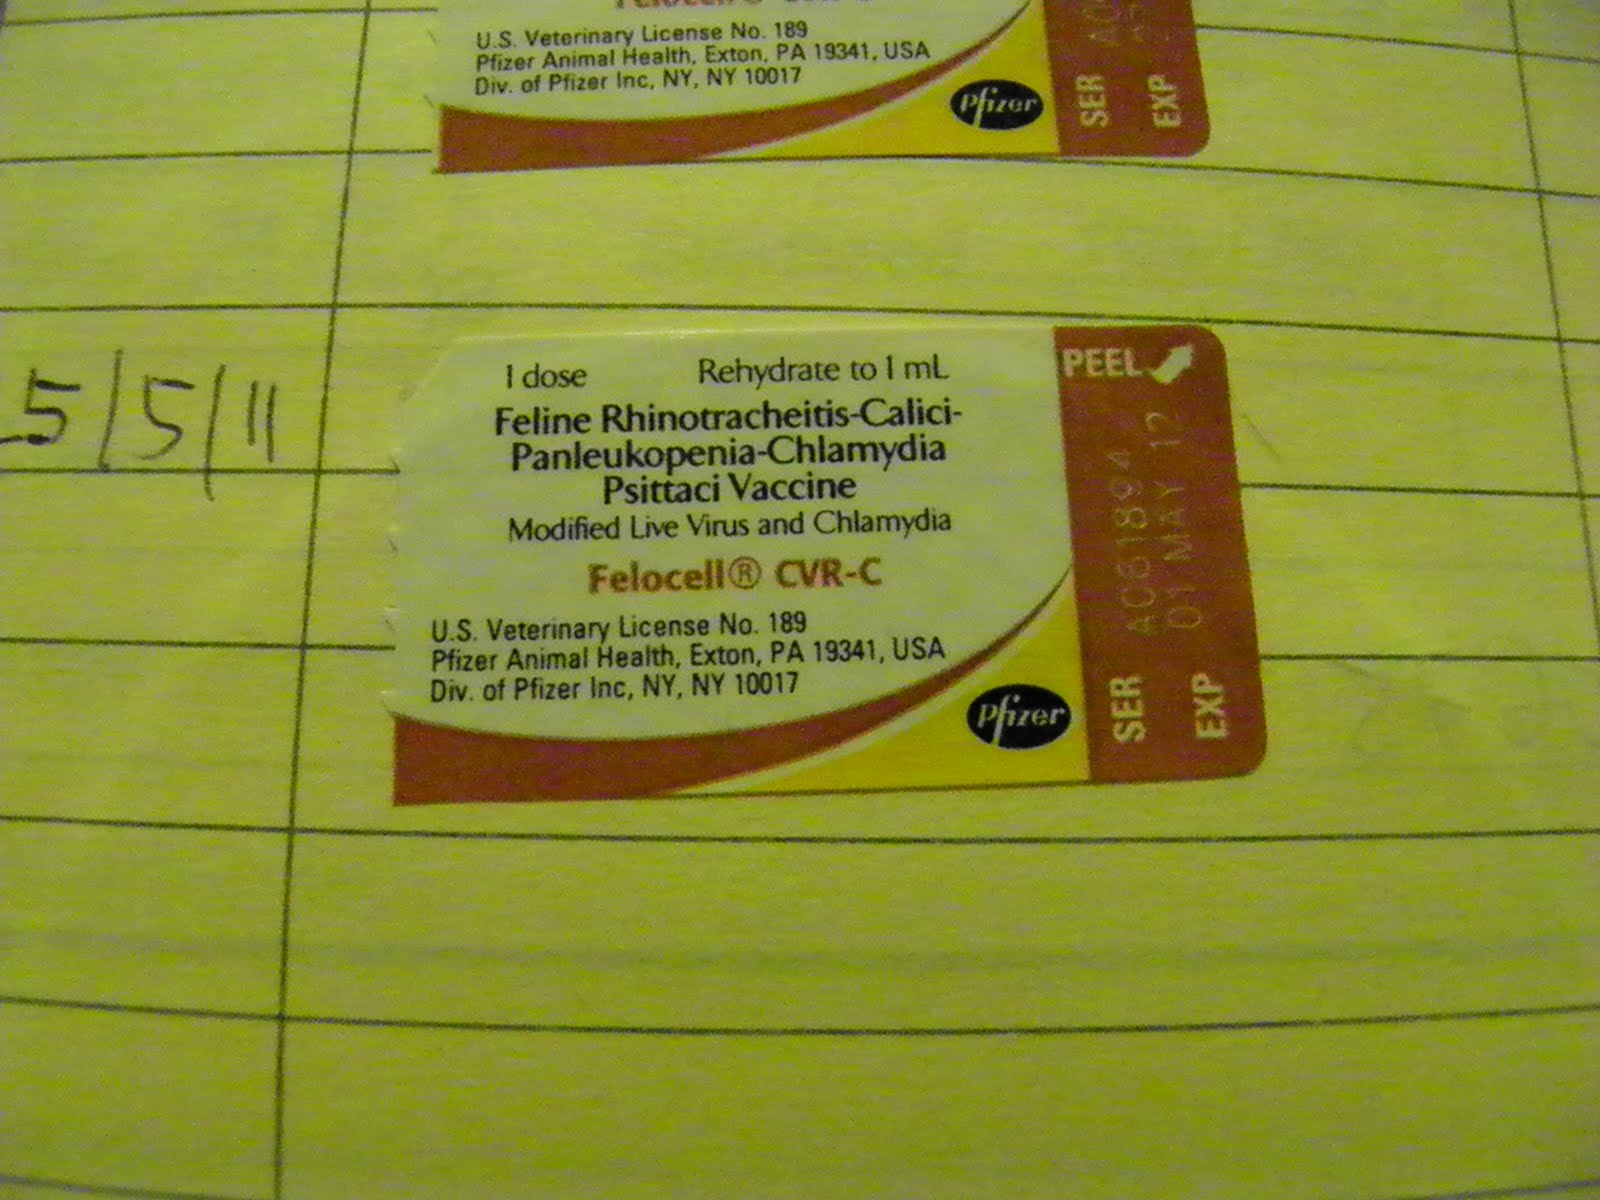 U.S. Veterinary License No. 189
Pfizer Animal Health, Exton, PA 19341, USA
Div. of Pfizer Inc, NY, NY 10017
Pfizer
SER
EXP
5/5/11
1 dose Rehydrate to 1 mL
Feline Rhinotracheitis-Calici-
Panleukopenia-Chlamydia
Psittaci Vaccine
Modified Live Virus and Chlamydia
Felocell® CVR-C
U.S. Veterinary License No. 189
Pfizer Animal Health, Exton, PA 19341, USA
Div. of Pfizer Inc, NY, NY 10017
Pfizer
PEEL
SER A061894
EXP 01 MAY 12